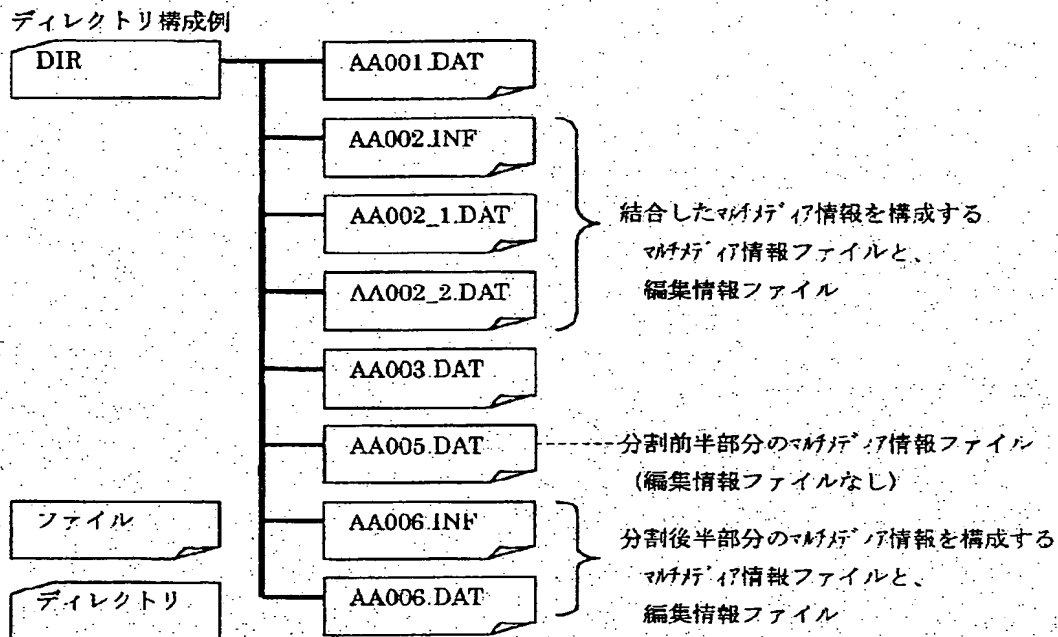 ディレクトリ構成例
DIR
AA001.DAT
AA002.INF
AA002_1.DAT
AA002_2.DAT
結合したﾏﾙﾁﾒﾃﾞｨｱ情報を構成する
ﾏﾙﾁﾒﾃﾞｨｱ情報ファイルと、
編集情報ファイル
AA003.DAT
AA005.DAT
分割前半部分のﾏﾙﾁﾒﾃﾞｨｱ情報ファイル
(編集情報ファイルなし)
AA006.INF
AA006.DAT
分割後半部分のﾏﾙﾁﾒﾃﾞｨｱ情報を構成する
ﾏﾙﾁﾒﾃﾞｨｱ情報ファイルと、
編集情報ファイル
ファイル
ディレクトリ